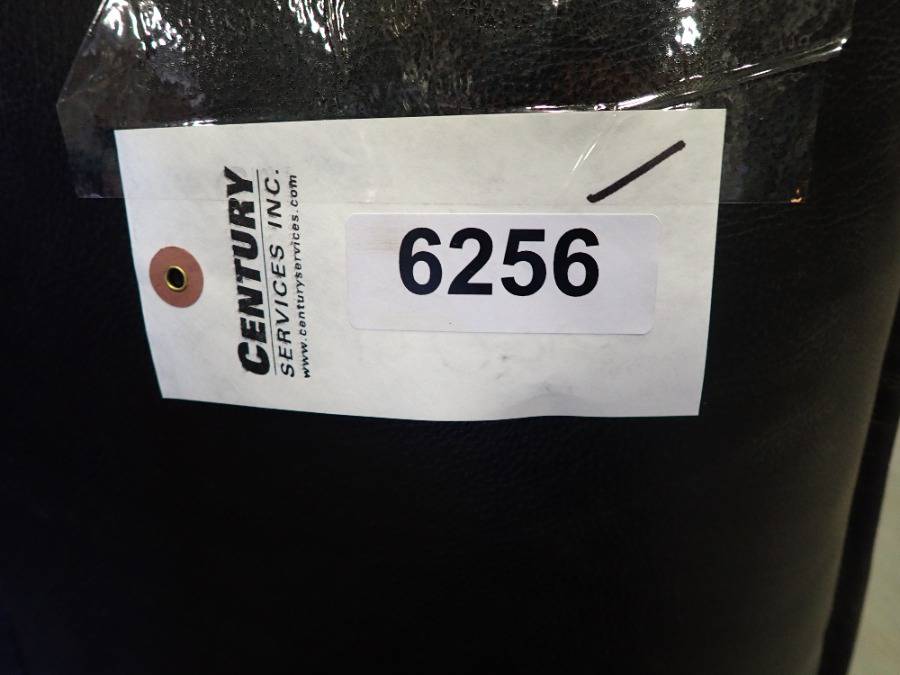 CENTURY
SERVICES INC.
www.centuryservices.com
6256